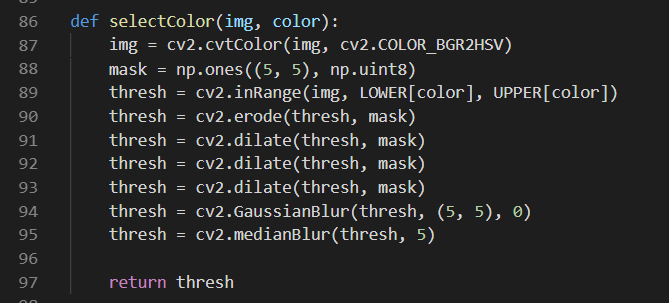 86 def selectColor(img, color):
87     img = cv2.cvtColor(img, cv2.COLOR_BGR2HSV)
88     mask = np.ones((5, 5), np.uint8)
89     thresh = cv2.inRange(img, LOWER[color], UPPER[color])
90     thresh = cv2.erode(thresh, mask)
91     thresh = cv2.dilate(thresh, mask)
92     thresh = cv2.dilate(thresh, mask)
93     thresh = cv2.dilate(thresh, mask)
94     thresh = cv2.GaussianBlur(thresh, (5, 5), 0)
95     thresh = cv2.medianBlur(thresh, 5)
96
97     return thresh